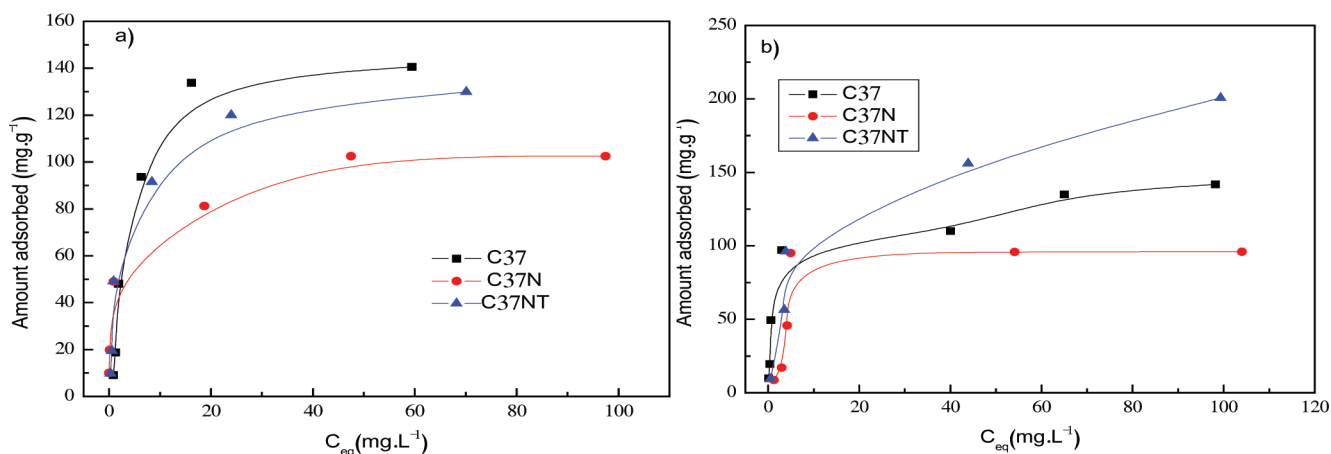 a)
160
140
120
100
80
60
40
20
0
Amount adsorbed (mg.g⁻¹)
C37
C37N
C37NT
0 20 40 60 80 100
C_eq(mg.L⁻¹)
b)
250
200
150
100
50
0
Amount adsorbed (mg.g⁻¹)
C37
C37N
C37NT
0 20 40 60 80 100 120
C_eq(mg.L⁻¹)